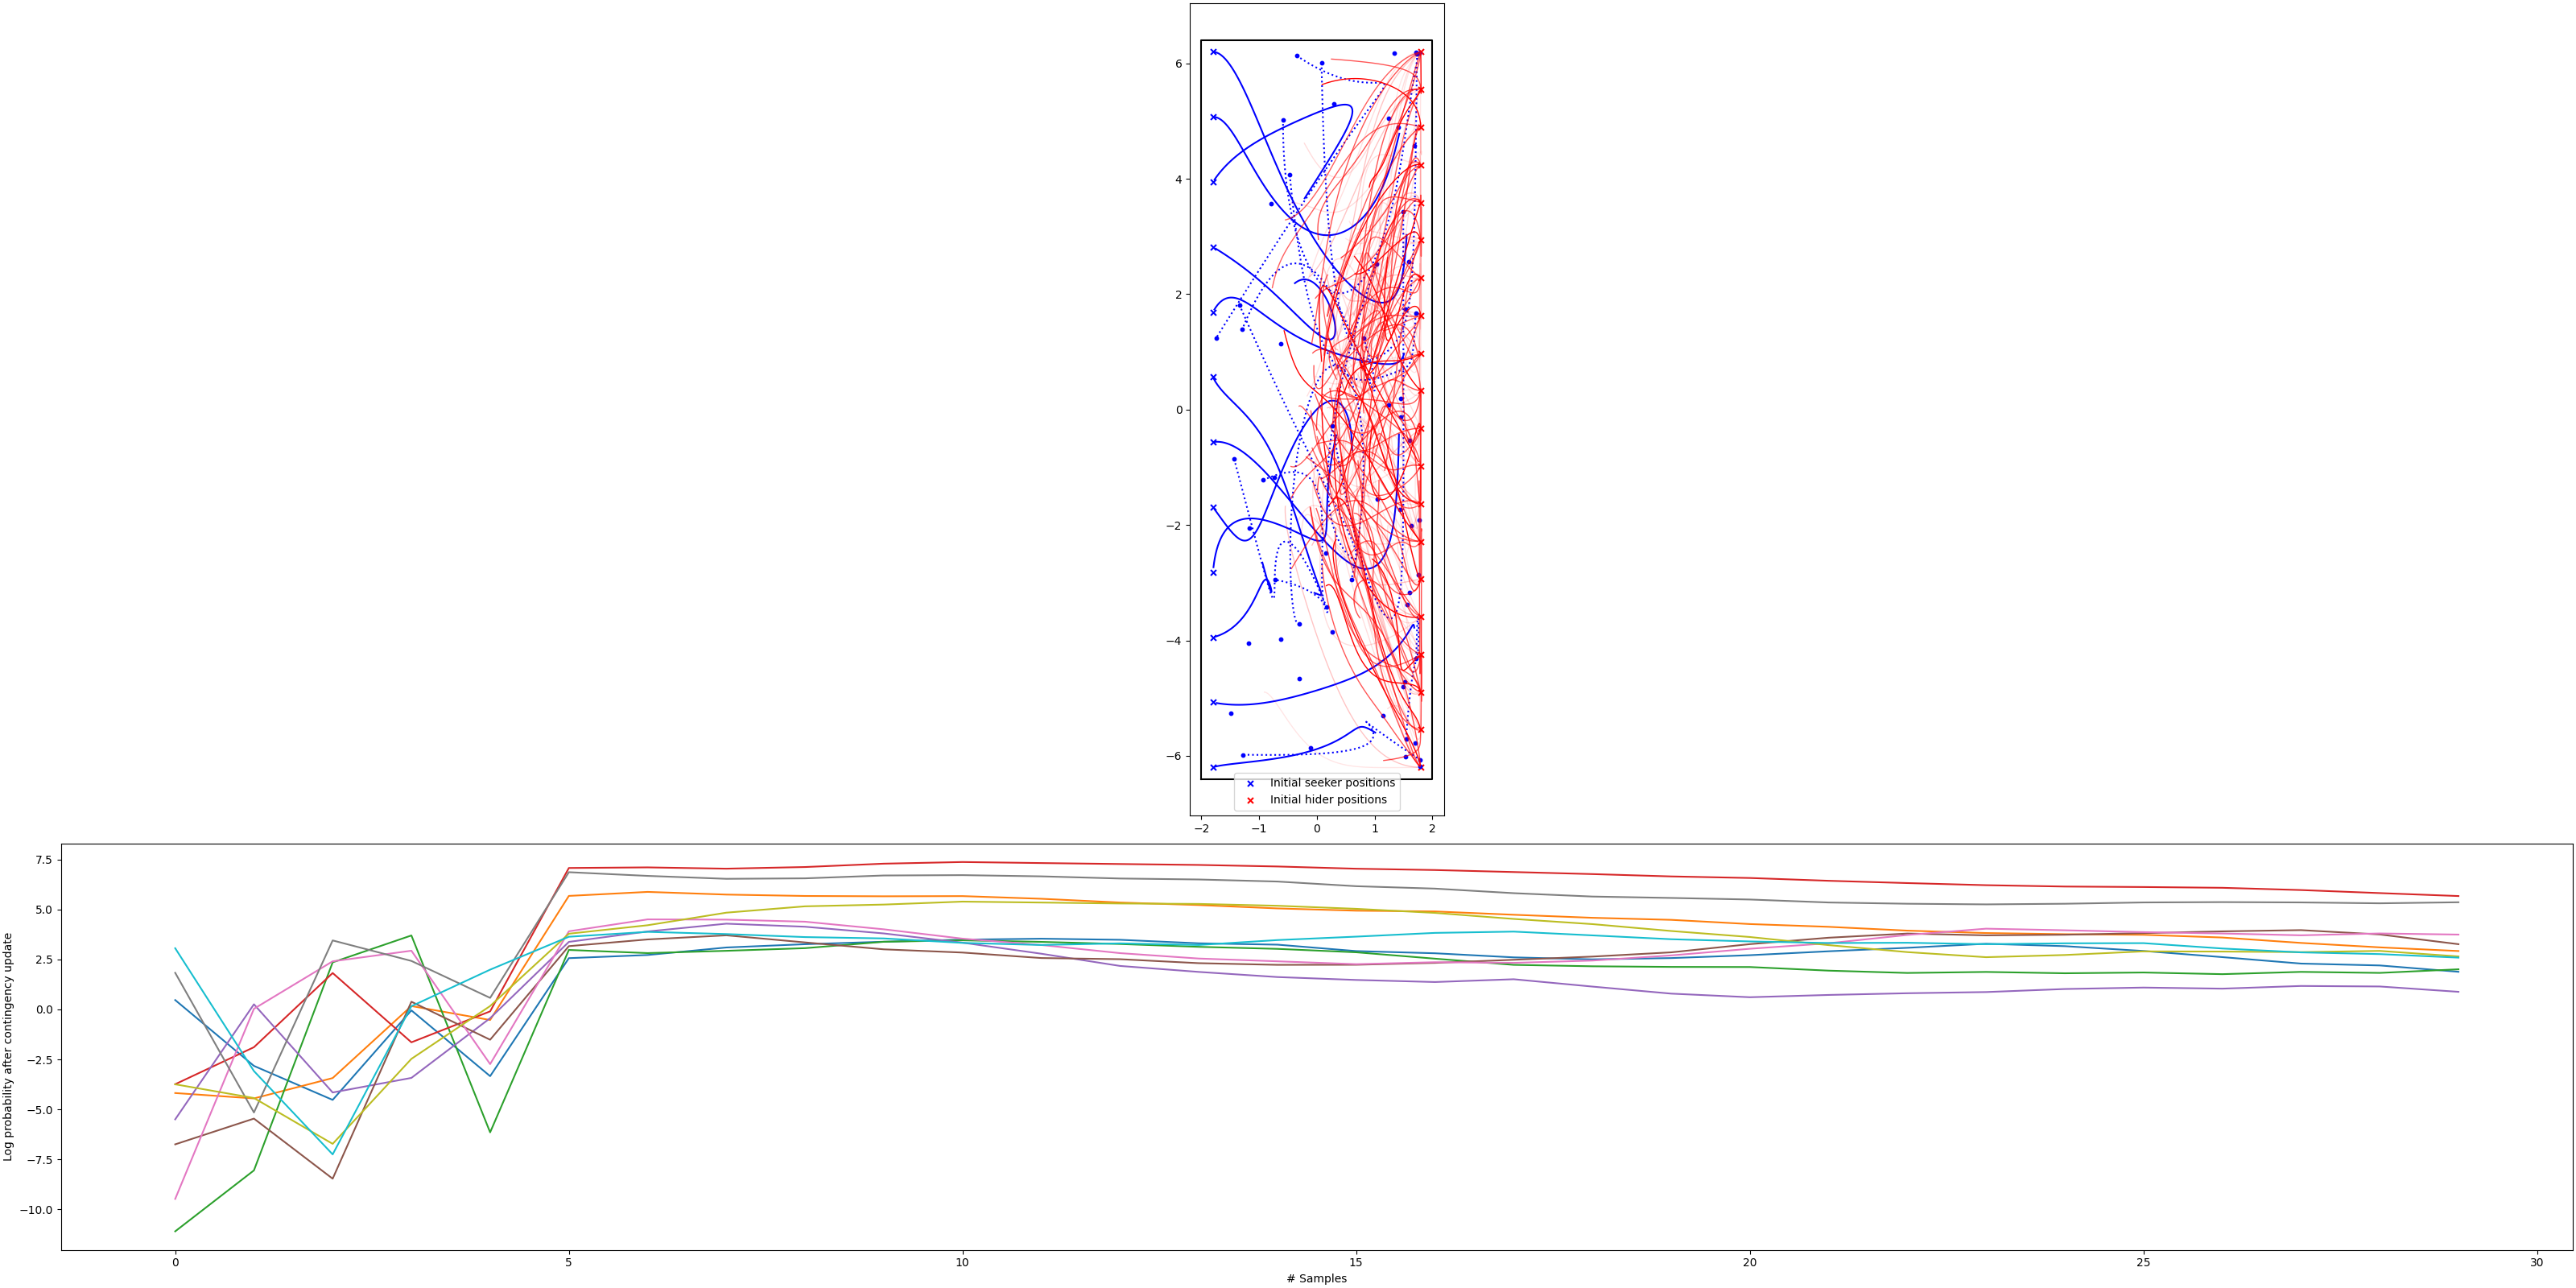 6
4
2
0
−2
−4
−6
Initial seeker positions
Initial hider positions
−2 −1 0 1 2
7.5
5.0
2.5
0.0
−2.5
−5.0
−7.5
−10.0
Log probability after contingency update
0 5 10 15 20 25 30
# Samples